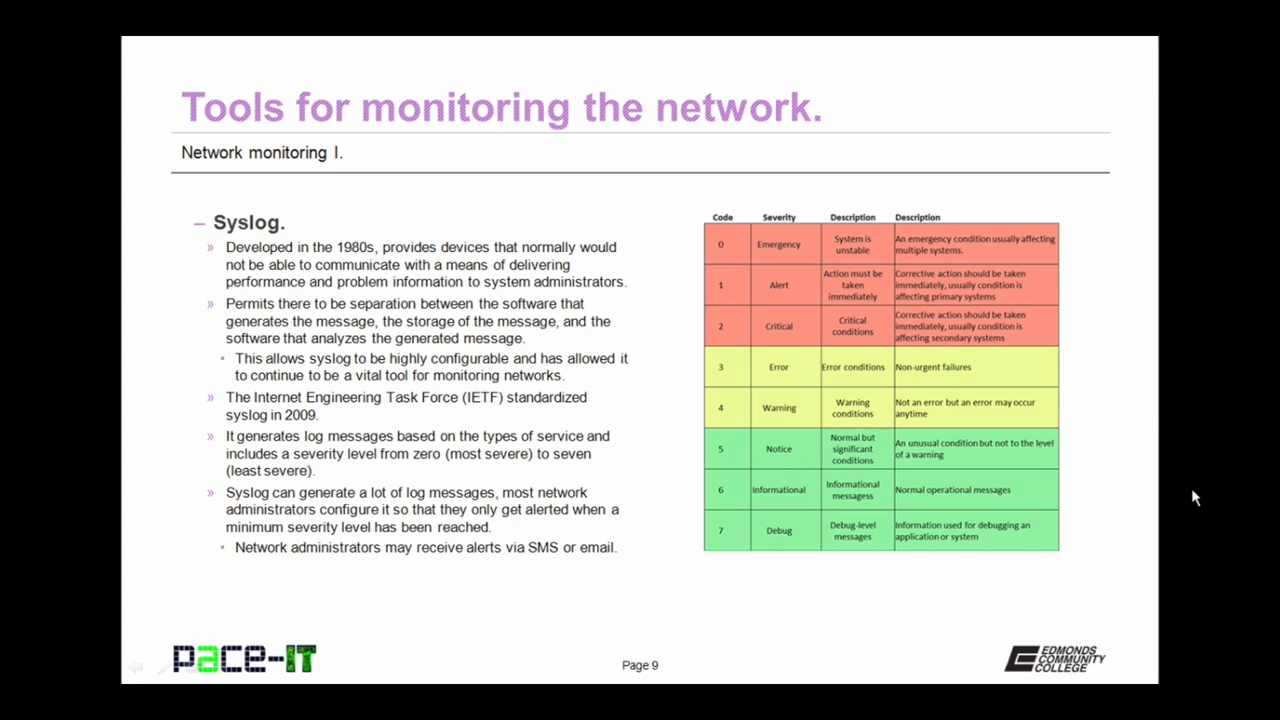 Tools for monitoring the network.
Network monitoring I.
– Syslog.
» Developed in the 1980s, provides devices that normally would
not be able to communicate with a means of delivering
performance and problem information to system administrators.
» Permits there to be separation between the software that
generates the message, the storage of the message, and the
software that analyzes the generated message.
• This allows syslog to be highly configurable and has allowed it
to continue to be a vital tool for monitoring networks.
» The Internet Engineering Task Force (IETF) standardized
syslog in 2009.
» It generates log messages based on the types of service and
includes a severity level from zero (most severe) to seven
(least severe).
» Syslog can generate a lot of log messages, most network
administrators configure it so that they only get alerted when a
minimum severity level has been reached.
• Network administrators may receive alerts via SMS or email.
Code Severity Description Description
0 Emergency System is
unstable An emergency condition usually affecting
multiple systems.
1 Alert Action must be
taken
immediately Corrective action should be taken
immediately, usually condition is
affecting primary systems
2 Critical Critical
conditions Corrective action should be taken
immediately, usually condition is
affecting secondary systems
3 Error Error conditions Non-urgent failures
4 Warning Warning
conditions Not an error but an error may occur
anytime
5 Notice Normal but
significant
conditions An unusual condition but not to the level
of a warning
6 Informational Informational
messagess Normal operational messages
7 Debug Debug-level
messages Information used for debugging an
application or system
pace-IT
Page 9
EDMONDS
COMMUNITY
COLLEGE